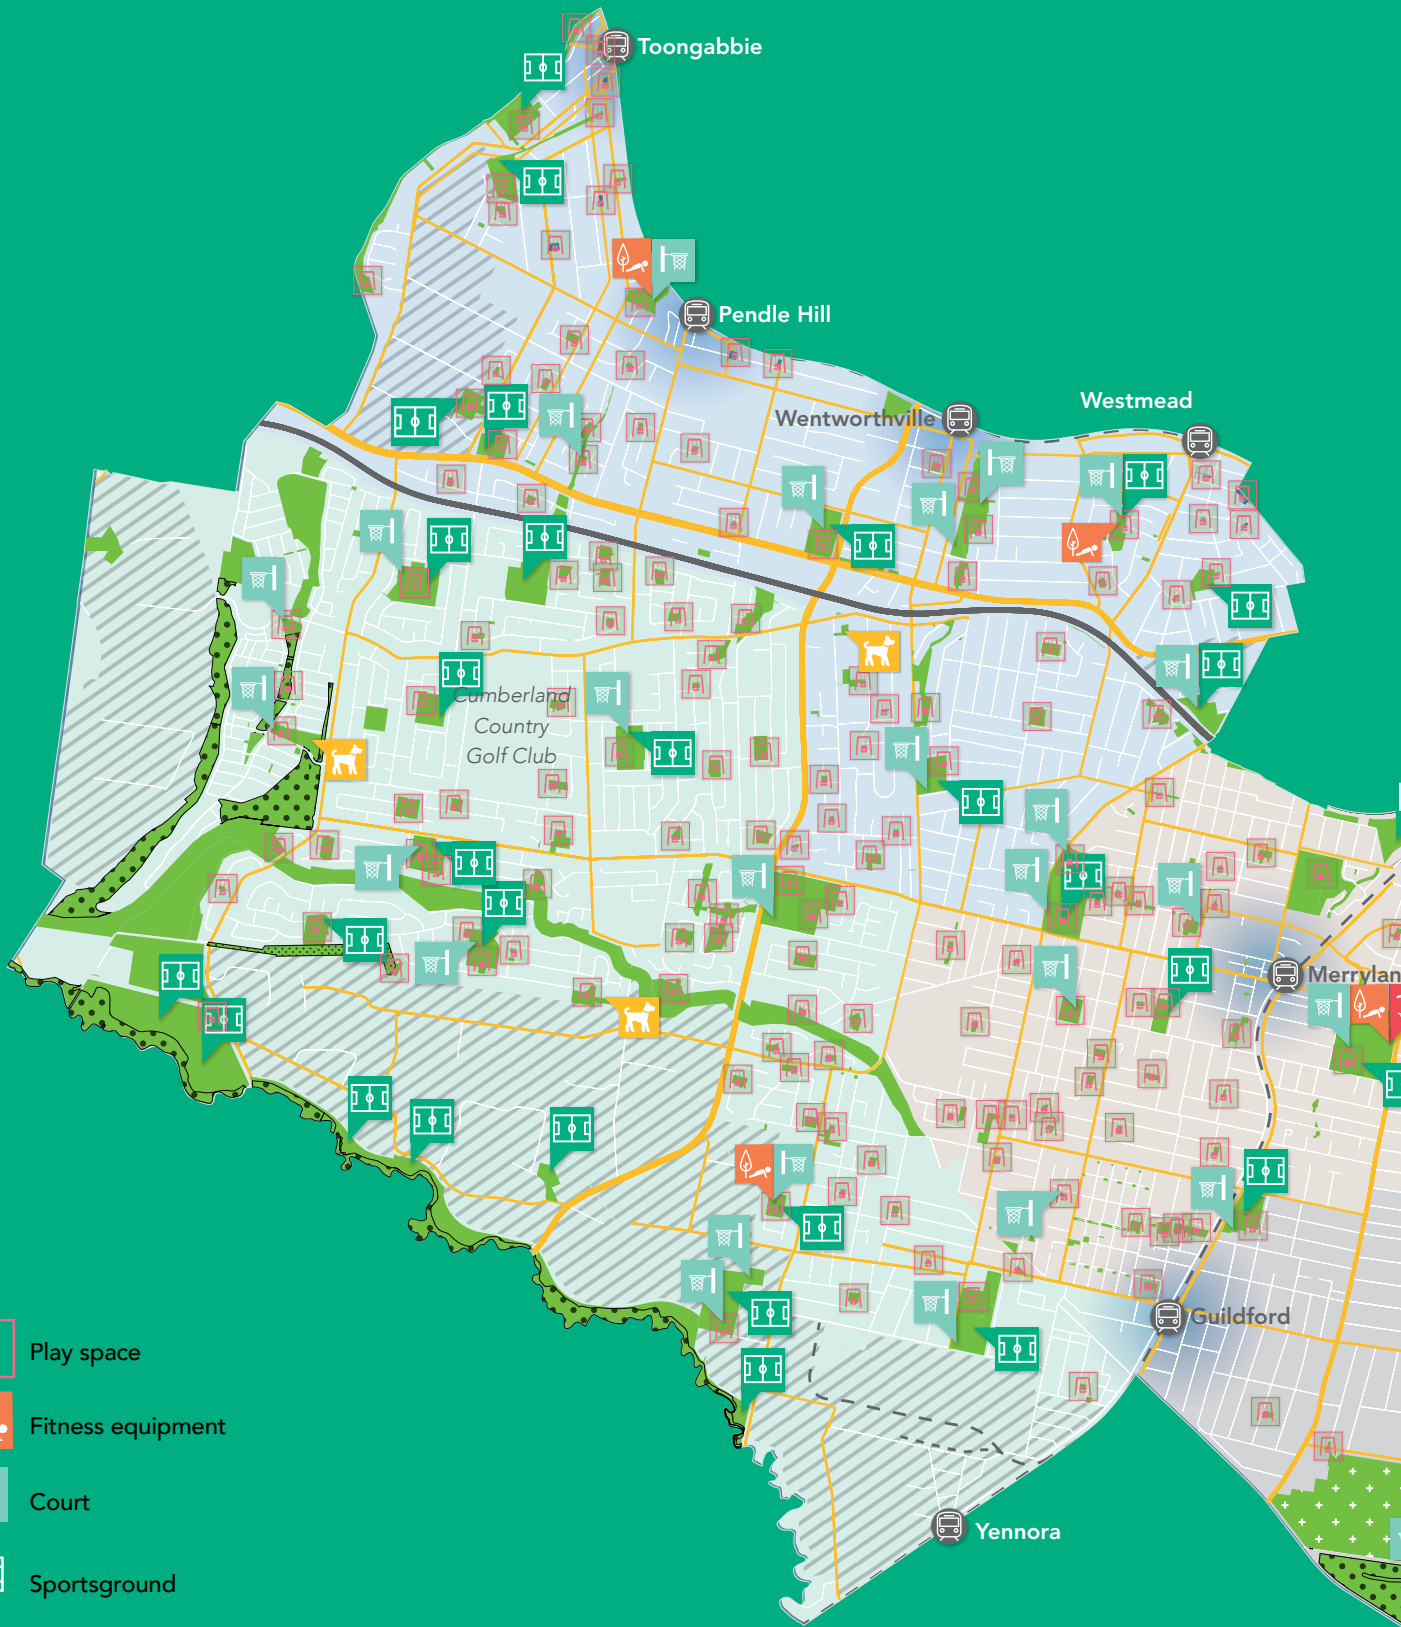 Toongabbie
Pendle Hill
Westmead
Wentworthville
Cumberland
Country
Golf Club
Merrylan
Guildford
Play space
Fitness equipment
Court
Yennora
Sportsground